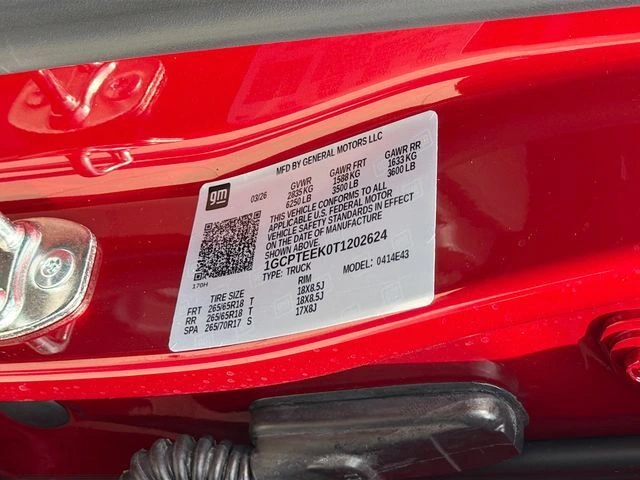 MFD BY GENERAL MOTORS LLC
gm
03/26
GVWR GAWR FRT GAWR RR
2835 KG 1588 KG 1633 KG
6250 LB 3500 LB 3600 LB
THIS VEHICLE CONFORMS TO ALL
APPLICABLE U.S. FEDERAL MOTOR
VEHICLE SAFETY STANDARDS IN EFFECT
ON THE DATE OF MANUFACTURE
SHOWN ABOVE.
1GCPTEEK0T1202624
TYPE: TRUCK MODEL: 0414E43
170H
TIRE SIZE RIM
FRT 265/65R18 T 18X8.5J
RR 265/65R18 T 18X8.5J
SPA 265/70R17 S 17X8J